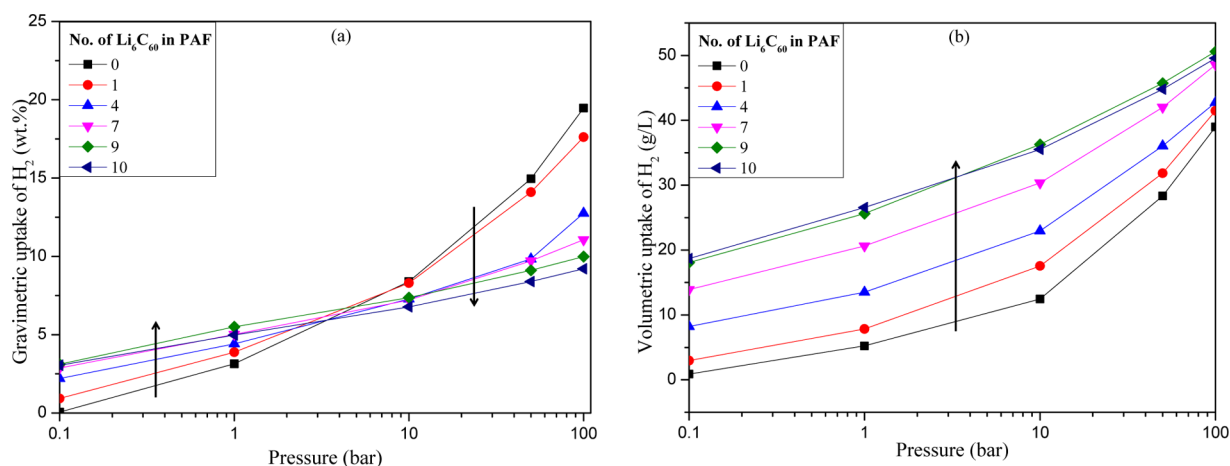 (a)
No. of Li6C60 in PAF
0
1
4
7
9
10
Gravimetric uptake of H2 (wt.%)
25
20
15
10
5
0
0.1 1 10 100
Pressure (bar)
(b)
No. of Li6C60 in PAF
0
1
4
7
9
10
Volumetric uptake of H2 (g/L)
50
40
30
20
10
0
0.1 1 10 100
Pressure (bar)